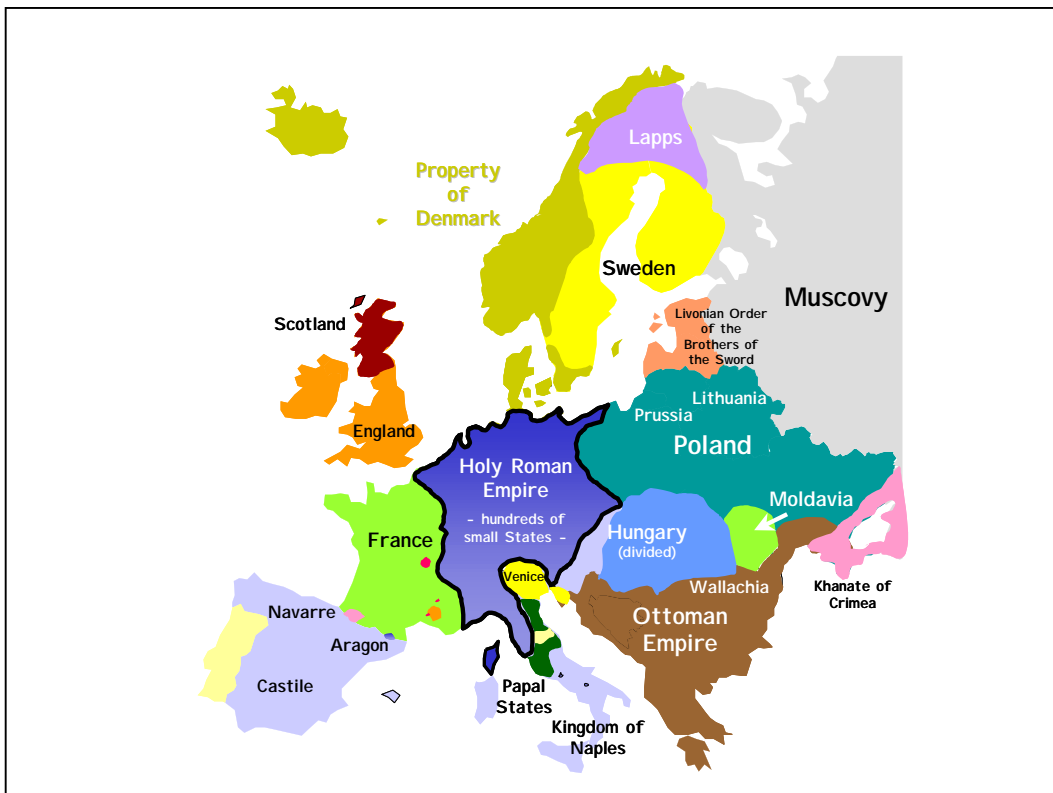 Lapps
Property
of
Denmark
Sweden
Muscovy
Scotland
Livonian Order
of the
Brothers of
the Sword
Lithuania
Prussia
England
Poland
Holy Roman
Empire
- hundreds of
small States -
Moldavia
France
Hungary
(divided)
Venice
Wallachia
Khanate of
Crimea
Navarre
Ottoman
Empire
Aragon
Castile
Papal
States
Kingdom of
Naples